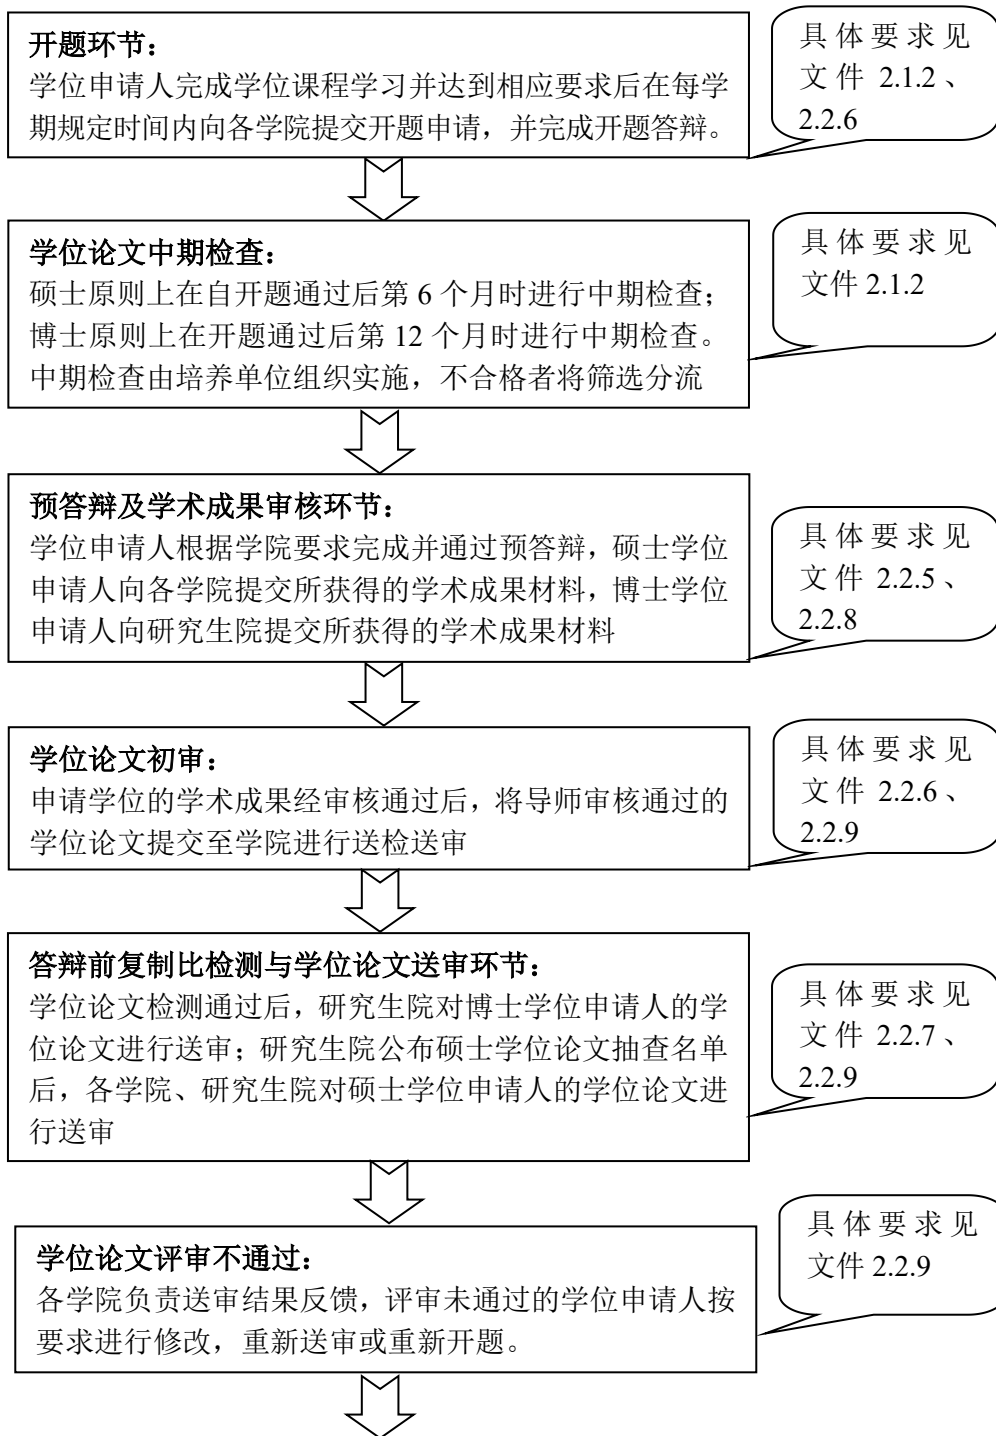 开题环节：
学位申请人完成学位课程学习并达到相应要求后在每学
期规定时间内向各学院提交开题申请，并完成开题答辩。
具体要求见
文件 2.1.2、
2.2.6
学位论文中期检查：
硕士原则上在自开题通过后第 6 个月时进行中期检查；
博士原则上在开题通过后第 12 个月时进行中期检查。
中期检查由培养单位组织实施，不合格者将筛选分流
具体要求见
文件 2.1.2
预答辩及学术成果审核环节：
学位申请人根据学院要求完成并通过预答辩，硕士学位
申请人向各学院提交所获得的学术成果材料，博士学位
申请人向研究生院提交所获得的学术成果材料
具体要求见
文件 2.2.5、
2.2.8
学位论文初审：
申请学位的学术成果经审核通过后，将导师审核通过的
学位论文提交至学院进行送检送审
具体要求见
文件 2.2.6、
2.2.9
答辩前复制比检测与学位论文送审环节：
学位论文检测通过后，研究生院对博士学位申请人的学
位论文进行送审；研究生院公布硕士学位论文抽查名单
后，各学院、研究生院对硕士学位申请人的学位论文进
行送审
具体要求见
文件 2.2.7、
2.2.9
学位论文评审不通过：
各学院负责送审结果反馈，评审未通过的学位申请人按
要求进行修改，重新送审或重新开题。
具体要求见
文件 2.2.9